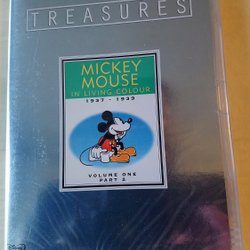 TREASURES
MICKEY
MOUSE
IN LIVING COLOUR
1937 - 1939
VOLUME ONE
PART 2